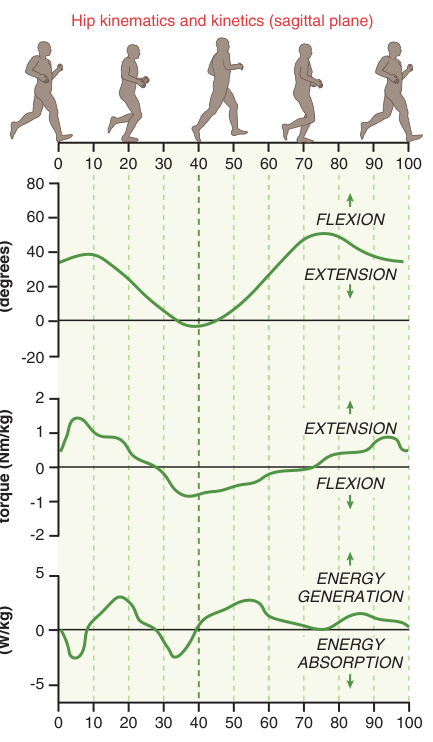 Hip kinematics and kinetics (sagittal plane)
0 10 20 30 40 50 60 70 80 90 100
80
60
40
20
0
-20
(degrees)
FLEXION
EXTENSION
2
1
0
-1
-2
torque (Nm/kg)
EXTENSION
FLEXION
5
0
-5
(W/kg)
ENERGY
GENERATION
ENERGY
ABSORPTION
0 10 20 30 40 50 60 70 80 90 100